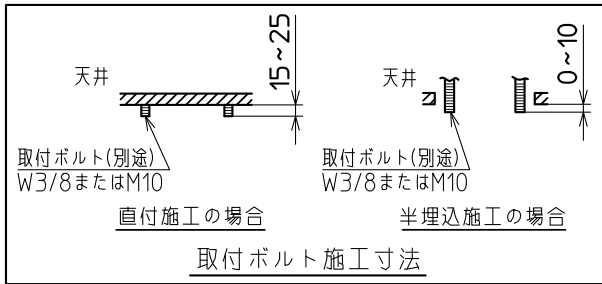 天井
15~25
取付ボルト(別途)
W3/8またはM10
直付施工の場合
天井
0~10
取付ボルト(別途)
W3/8またはM10
半埋込施工の場合
取付ボルト施工寸法